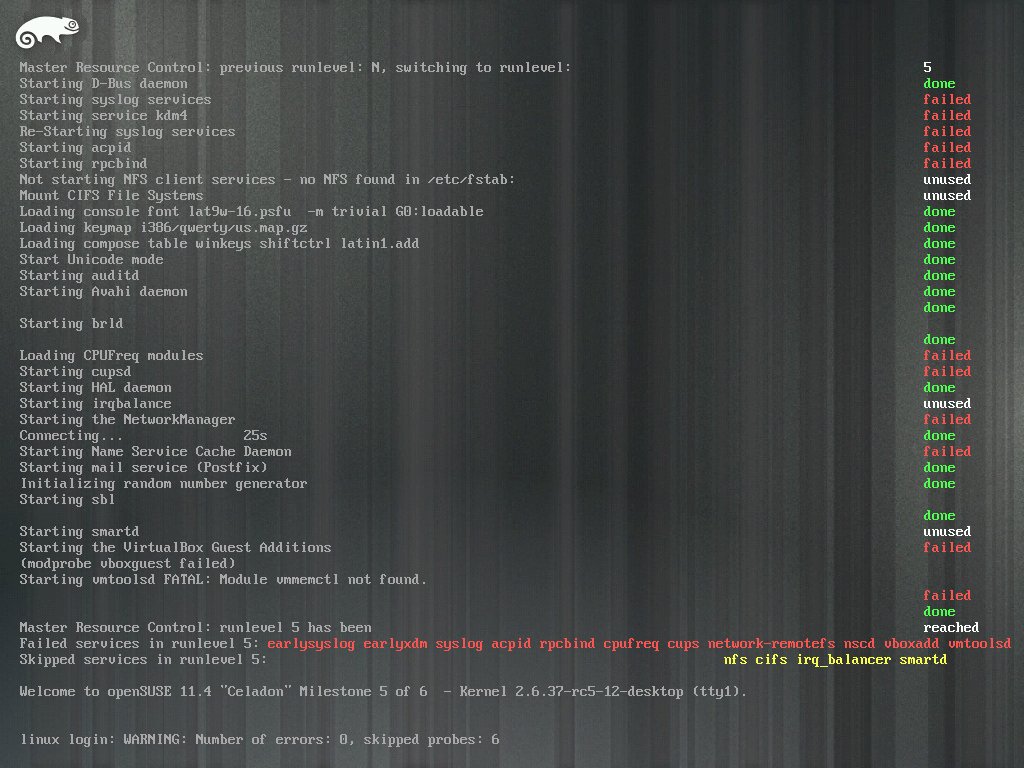 Master Resource Control: previous runlevel: N, switching to runlevel: 5
Starting D-Bus daemon done
Starting syslog services failed
Starting service kdm4 failed
Re-Starting syslog services failed
Starting acpid failed
Starting rpcbind failed
Not starting NFS client services - no NFS found in /etc/fstab: unused
Mount CIFS File Systems unused
Loading console font lat9w-16.psfu -m trivial G0:loadable done
Loading keymap i386/qwerty/us.map.gz done
Loading compose table winkeys shiftctrl latin1.add done
Start Unicode mode done
Starting auditd done
Starting Avahi daemon done
done
Starting brld
done
Loading CPUFreq modules failed
Starting cupsd failed
Starting HAL daemon done
Starting irqbalance unused
Starting the NetworkManager failed
Connecting... 25s done
Starting Name Service Cache Daemon failed
Starting mail service (Postfix) done
Initializing random number generator done
Starting sbl
done
Starting smartd unused
Starting the VirtualBox Guest Additions failed
(modprobe vboxguest failed)
Starting vmtoolsd FATAL: Module vmmemctl not found.
failed
done
Master Resource Control: runlevel 5 has been reached
Failed services in runlevel 5: earlysyslog earlyxdm syslog acpid rpcbind cpufreq cups network-remotefs nscd vboxadd vmtoolsd
Skipped services in runlevel 5: nfs cifs irq_balancer smartd
Welcome to openSUSE 11.4 "Celadon" Milestone 5 of 6 - Kernel 2.6.37-rc5-12-desktop (tty1).
linux login: WARNING: Number of errors: 0, skipped probes: 6